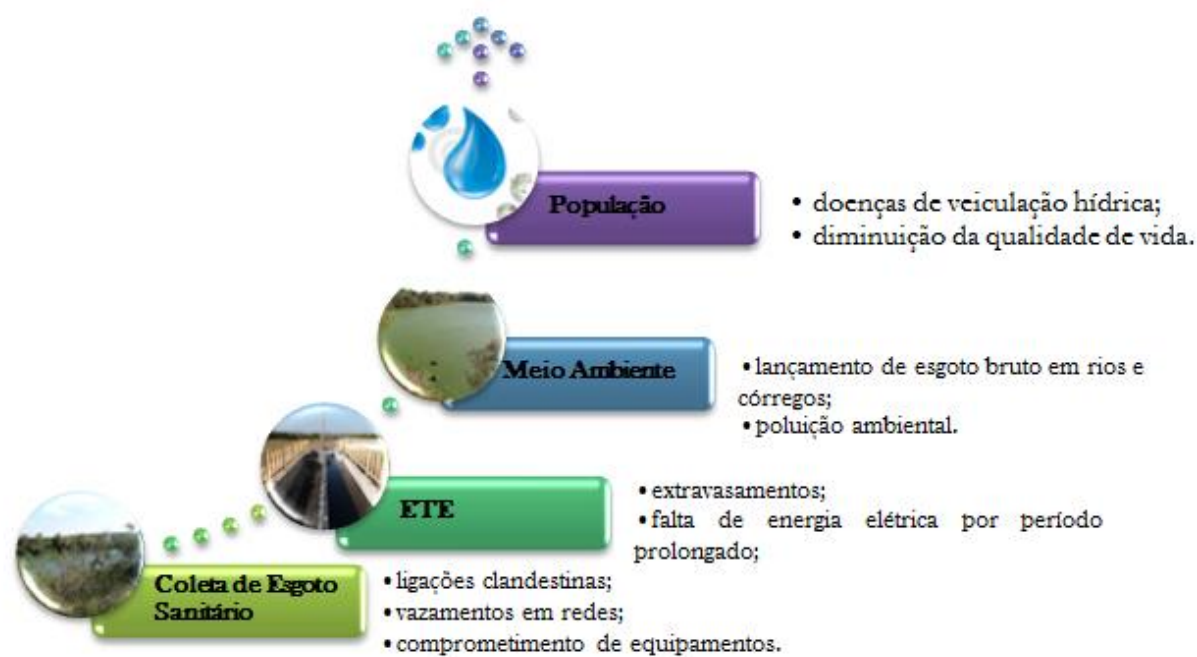 População
• doenças de veiculação hídrica;
• diminuição da qualidade de vida.
Meio Ambiente
• lançamento de esgoto bruto em rios e
córregos;
• poluição ambiental.
ETE
• extravasamentos;
• falta de energia elétrica por período
prolongado;
Coleta de Esgoto
Sanitário
• ligações clandestinas;
• vazamentos em redes;
• comprometimento de equipamentos.